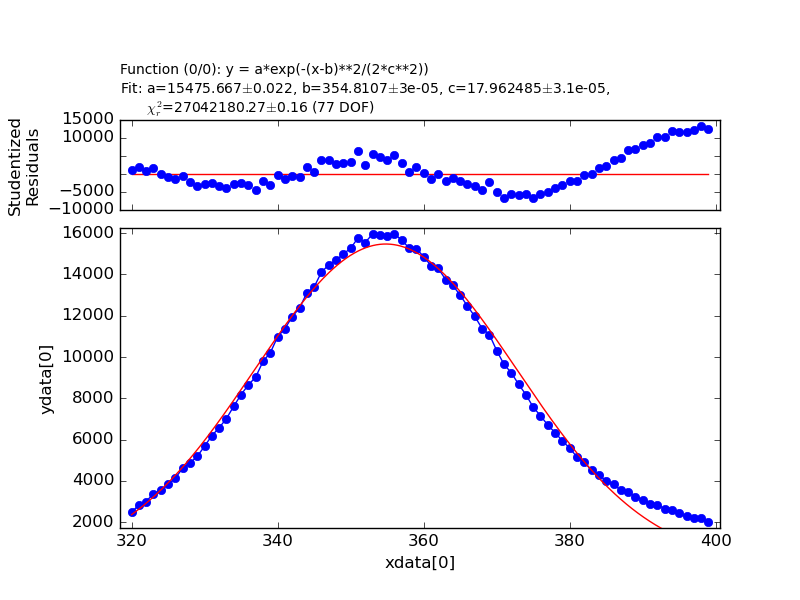 Function (0/0): y = a*exp(-(x-b)**2/(2*c**2))
Fit: a=15475.667±0.022, b=354.8107±3e-05, c=17.962485±3.1e-05,
χ²ᵣ=27042180.27±0.16 (77 DOF)
Studentized
Residuals
15000
10000
−5000
−10000
ydata[0]
16000
14000
12000
10000
8000
6000
4000
2000
320
340
360
380
400
xdata[0]